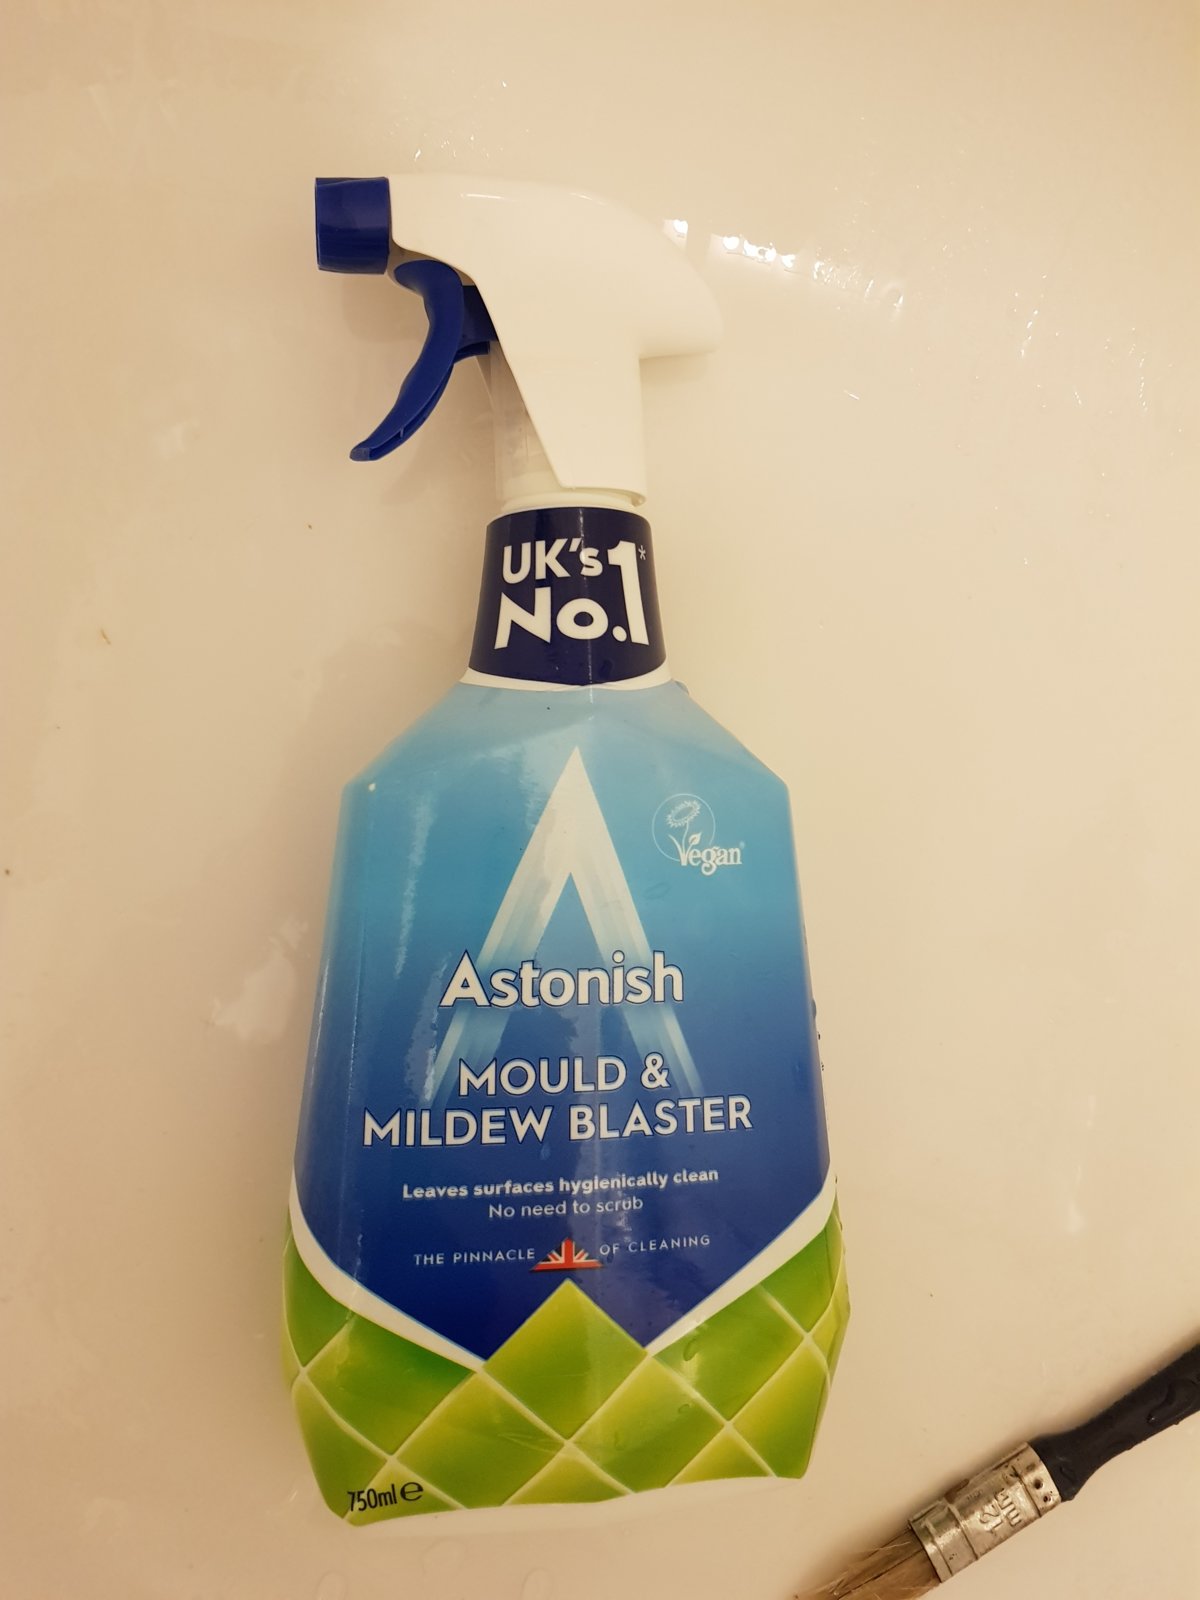 UK's
No.1*
Vegan
Astonish
MOULD &
MILDEW BLASTER
Leaves surfaces hygienically clean
No need to scrub
THE PINNACLE OF CLEANING
750ml e